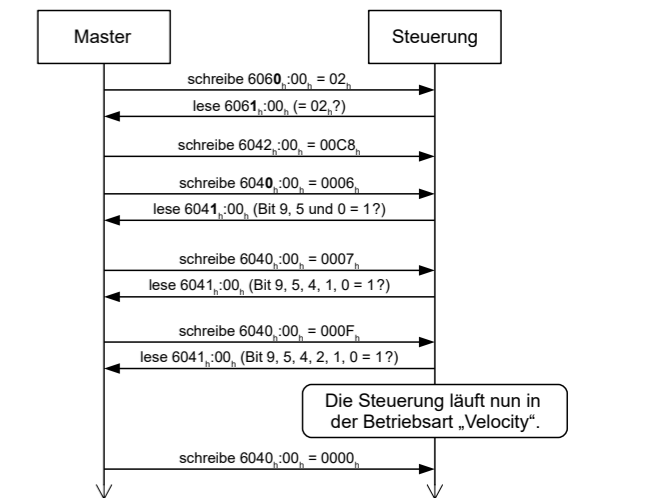 Master
Steuerung
schreibe 6060ₕ:00ₕ = 02ₕ
lese 6061ₕ:00ₕ (= 02ₕ?)
schreibe 6042ₕ:00ₕ = 00C8ₕ
schreibe 6040ₕ:00ₕ = 0006ₕ
lese 6041ₕ:00ₕ (Bit 9, 5 und 0 = 1?)
schreibe 6040ₕ:00ₕ = 0007ₕ
lese 6041ₕ:00ₕ (Bit 9, 5, 4, 1, 0 = 1?)
schreibe 6040ₕ:00ₕ = 000Fₕ
lese 6041ₕ:00ₕ (Bit 9, 5, 4, 2, 1, 0 = 1?)
Die Steuerung läuft nun in
der Betriebsart „Velocity“.
schreibe 6040ₕ:00ₕ = 0000ₕ